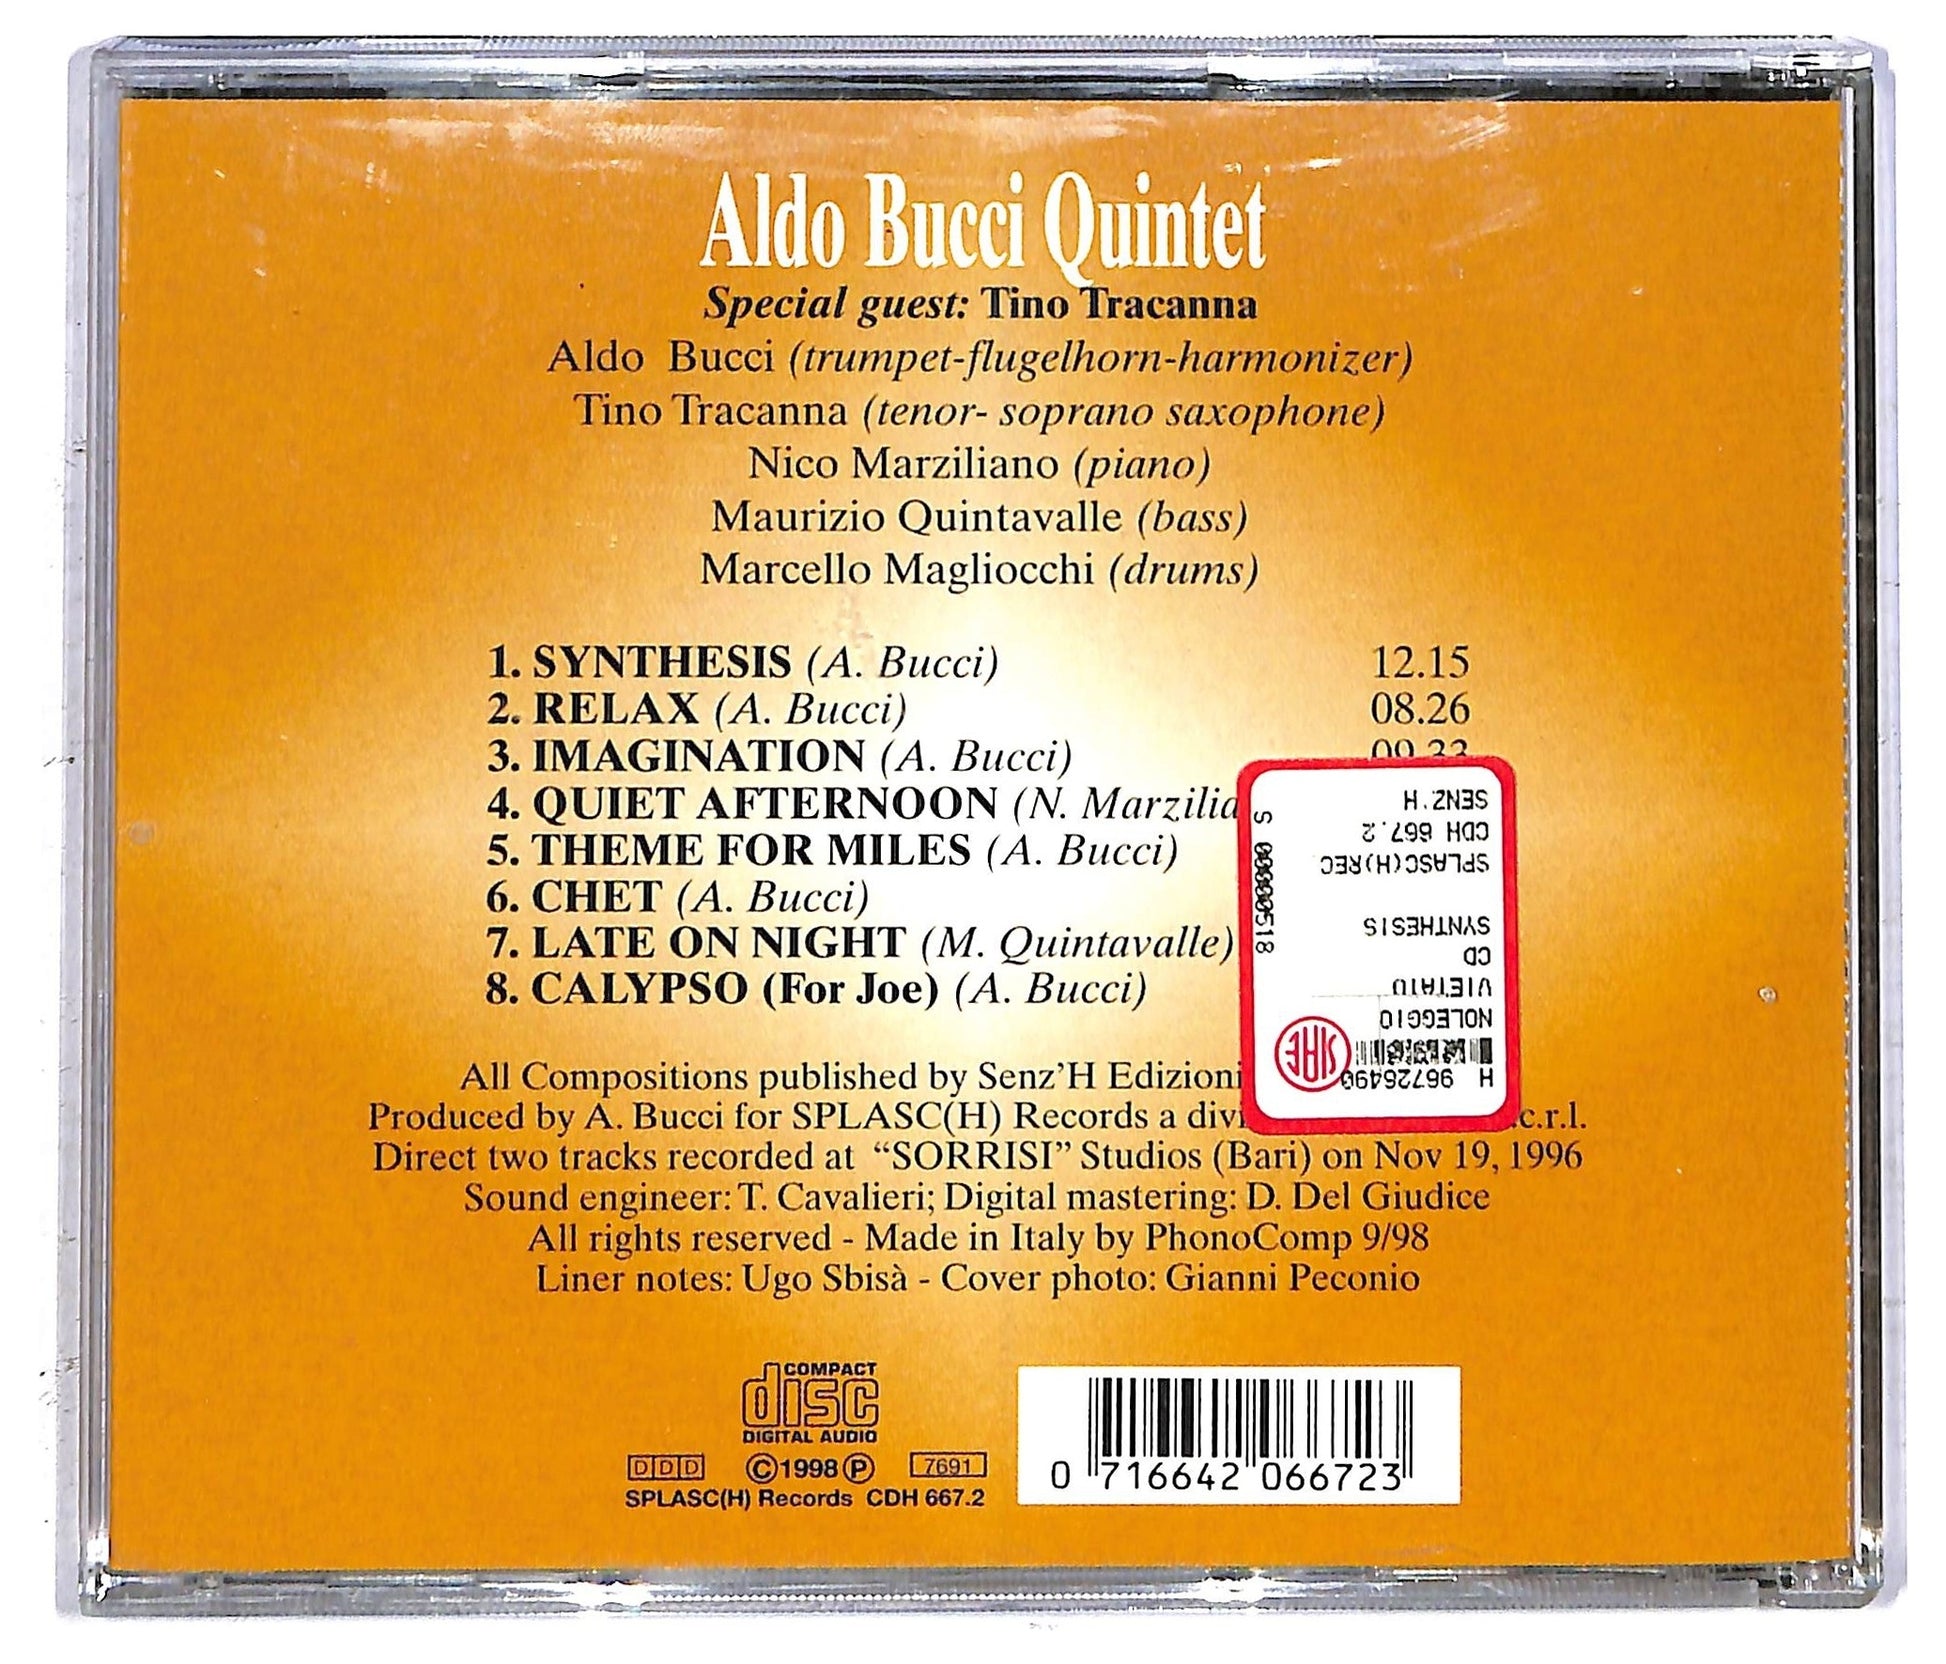 Aldo Bucci Quintet
Special guest: Tino Tracanna
Aldo Bucci (trumpet-flugelhorn-harmonizer)
Tino Tracanna (tenor- soprano saxophone)
Nico Marziliano (piano)
Maurizio Quintavalle (bass)
Marcello Magliocchi (drums)
1. SYNTHESIS (A. Bucci) 12.15
2. RELAX (A. Bucci) 08.26
3. IMAGINATION (A. Bucci)
4. QUIET AFTERNOON (N. Marzilia
5. THEME FOR MILES (A. Bucci)
6. CHET (A. Bucci)
7. LATE ON NIGHT (M. Quintavalle)
8. CALYPSO (For Joe) (A. Bucci)
H 96726490
NOLEGGIO
VIETATO
CD
SYNTHESIS
SPLASC(H)REC
CDH 667.2
SENZ'H
S 00000518
SIAE
All Compositions published by Senz'H Edizioni
Produced by A. Bucci for SPLASC(H) Records a divi .c.r.l.
Direct two tracks recorded at “SORRISI” Studios (Bari) on Nov 19, 1996
Sound engineer: T. Cavalieri; Digital mastering: D. Del Giudice
All rights reserved - Made in Italy by PhonoComp 9/98
Liner notes: Ugo Sbisà - Cover photo: Gianni Peconio
COMPACT
disc
DIGITAL AUDIO
DDD ©1998 ℗ 7691
SPLASC(H) Records CDH 667.2
0 716642 066723